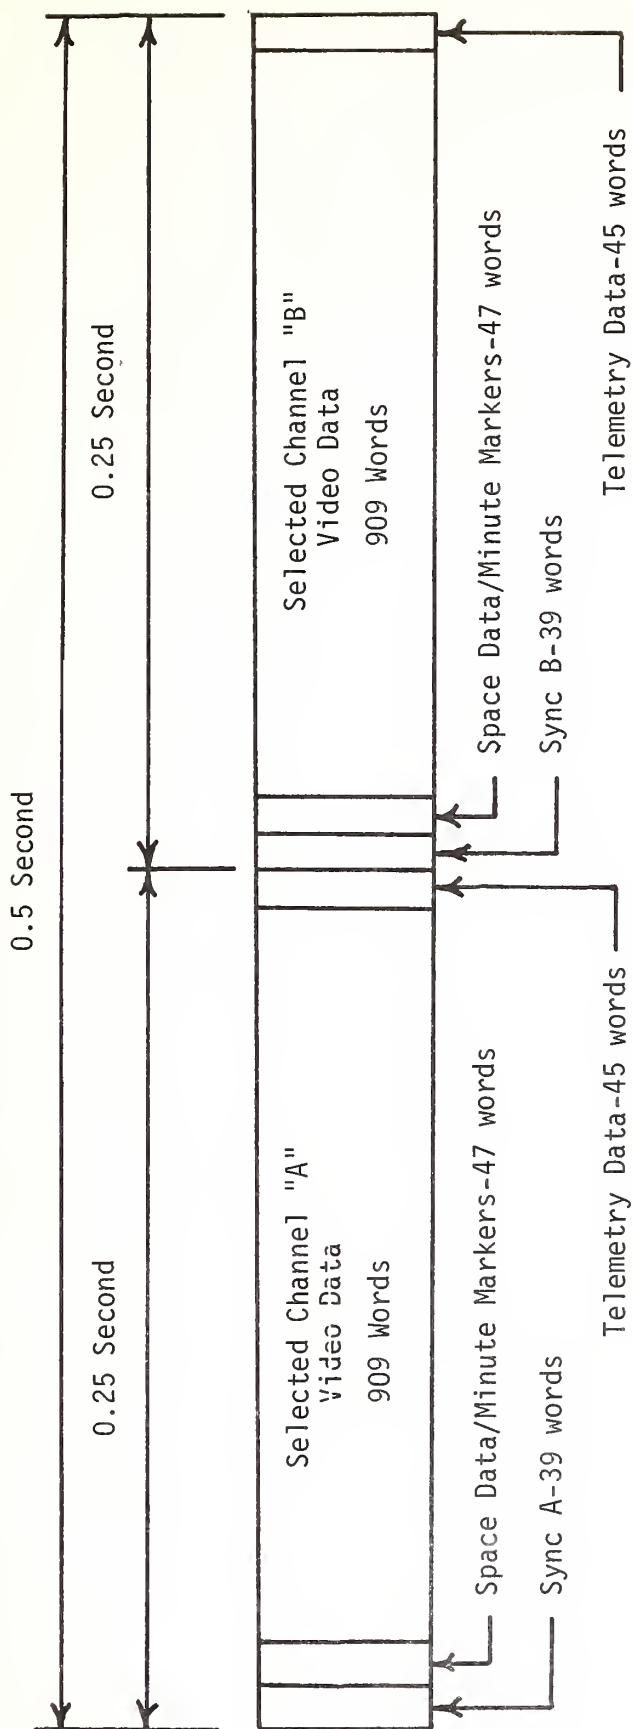 0.5 Second
0.25 Second
0.25 Second
Selected Channel "A"
Video Data
909 Words
Selected Channel "B"
Video Data
909 Words
Space Data/Minute Markers-47 words
Sync A-39 words
Telemetry Data-45 words
Space Data/Minute Markers-47 words
Sync B-39 words
Telemetry Data-45 words